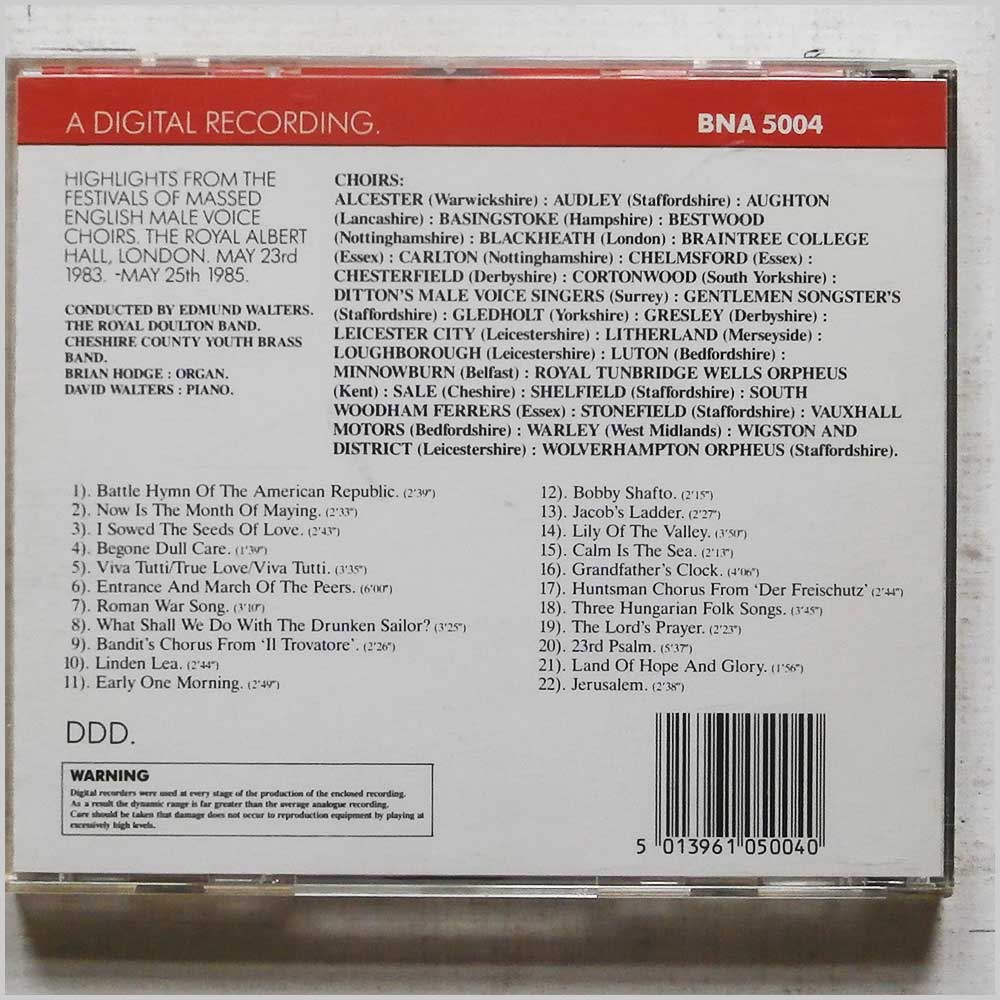 A DIGITAL RECORDING.
BNA 5004
HIGHLIGHTS FROM THE
FESTIVALS OF MASSED
ENGLISH MALE VOICE
CHOIRS. THE ROYAL ALBERT
HALL, LONDON. MAY 23rd
1983. -MAY 25th 1985.
CONDUCTED BY EDMUND WALTERS.
THE ROYAL DOULTON BAND.
CHESHIRE COUNTY YOUTH BRASS
BAND.
BRIAN HODGE : ORGAN.
DAVID WALTERS : PIANO.
CHOIRS:
ALCESTER (Warwickshire) : AUDLEY (Staffordshire) : AUGHTON
(Lancashire) : BASINGSTOKE (Hampshire) : BESTWOOD
(Nottinghamshire) : BLACKHEATH (London) : BRAINTREE COLLEGE
(Essex) : CARLTON (Nottinghamshire) : CHELMSFORD (Essex) :
CHESTERFIELD (Derbyshire) : CORTONWOOD (South Yorkshire) :
DITTON'S MALE VOICE SINGERS (Surrey) : GENTLEMEN SONGSTER'S
(Staffordshire) : GLEDHOLT (Yorkshire) : GRESLEY (Derbyshire) :
LEICESTER CITY (Leicestershire) : LITHERLAND (Merseyside) :
LOUGHBOROUGH (Leicestershire) : LUTON (Bedfordshire) :
MINNOWBURN (Belfast) : ROYAL TUNBRIDGE WELLS ORPHEUS
(Kent) : SALE (Cheshire) : SHELFIELD (Staffordshire) : SOUTH
WOODHAM FERRERS (Essex) : STONEFIELD (Staffordshire) : VAUXHALL
MOTORS (Bedfordshire) : WARLEY (West Midlands) : WIGSTON AND
DISTRICT (Leicestershire) : WOLVERHAMPTON ORPHEUS (Staffordshire).
1). Battle Hymn Of The American Republic. (2'39")
2). Now Is The Month Of Maying. (2'33")
3). I Sowed The Seeds Of Love. (2'43")
4). Begone Dull Care. (1'39")
5). Viva Tutti/True Love/Viva Tutti. (3'35")
6). Entrance And March Of The Peers. (6'00")
7). Roman War Song. (3'10")
8). What Shall We Do With The Drunken Sailor? (3'25")
9). Bandit's Chorus From 'Il Trovatore'. (2'26")
10). Linden Lea. (2'44")
11). Early One Morning. (2'49")
12). Bobby Shafto. (2'15")
13). Jacob's Ladder. (2'27")
14). Lily Of The Valley. (3'50")
15). Calm Is The Sea. (2'13")
16). Grandfather's Clock. (4'06")
17). Huntsman Chorus From 'Der Freischutz' (2'44")
18). Three Hungarian Folk Songs. (3'45")
19). The Lord's Prayer. (2'23")
20). 23rd Psalm. (5'37")
21). Land Of Hope And Glory. (1'56")
22). Jerusalem. (2'38")
DDD.
WARNING
Digital recorders were used at every stage of the production of the enclosed recording.
As a result the dynamic range is far greater than the average analogue recording.
Care should be taken that damage does not occur to reproduction equipment by playing at
excessively high levels.
5 013961 050040